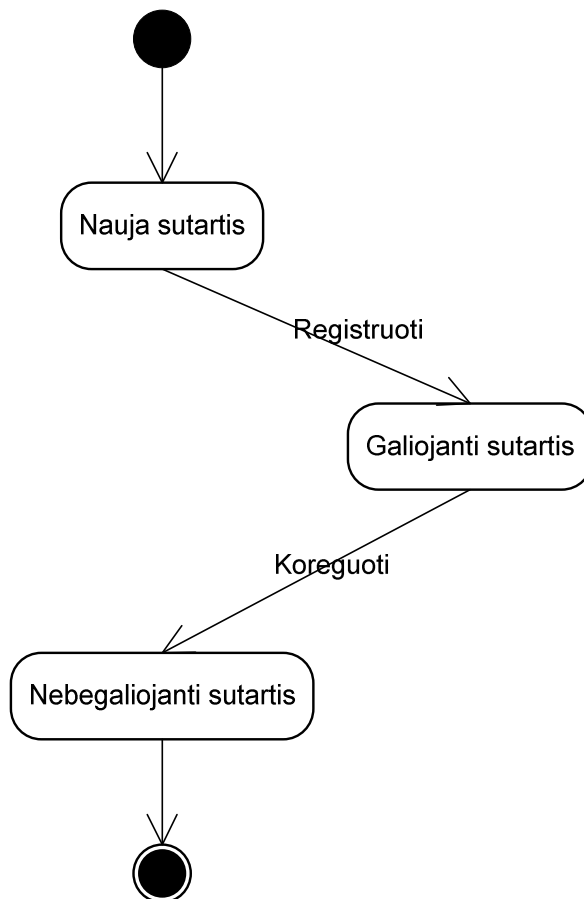 Nauja sutartis
Registruoti
Galiojanti sutartis
Koreguoti
Nebegaliojanti sutartis